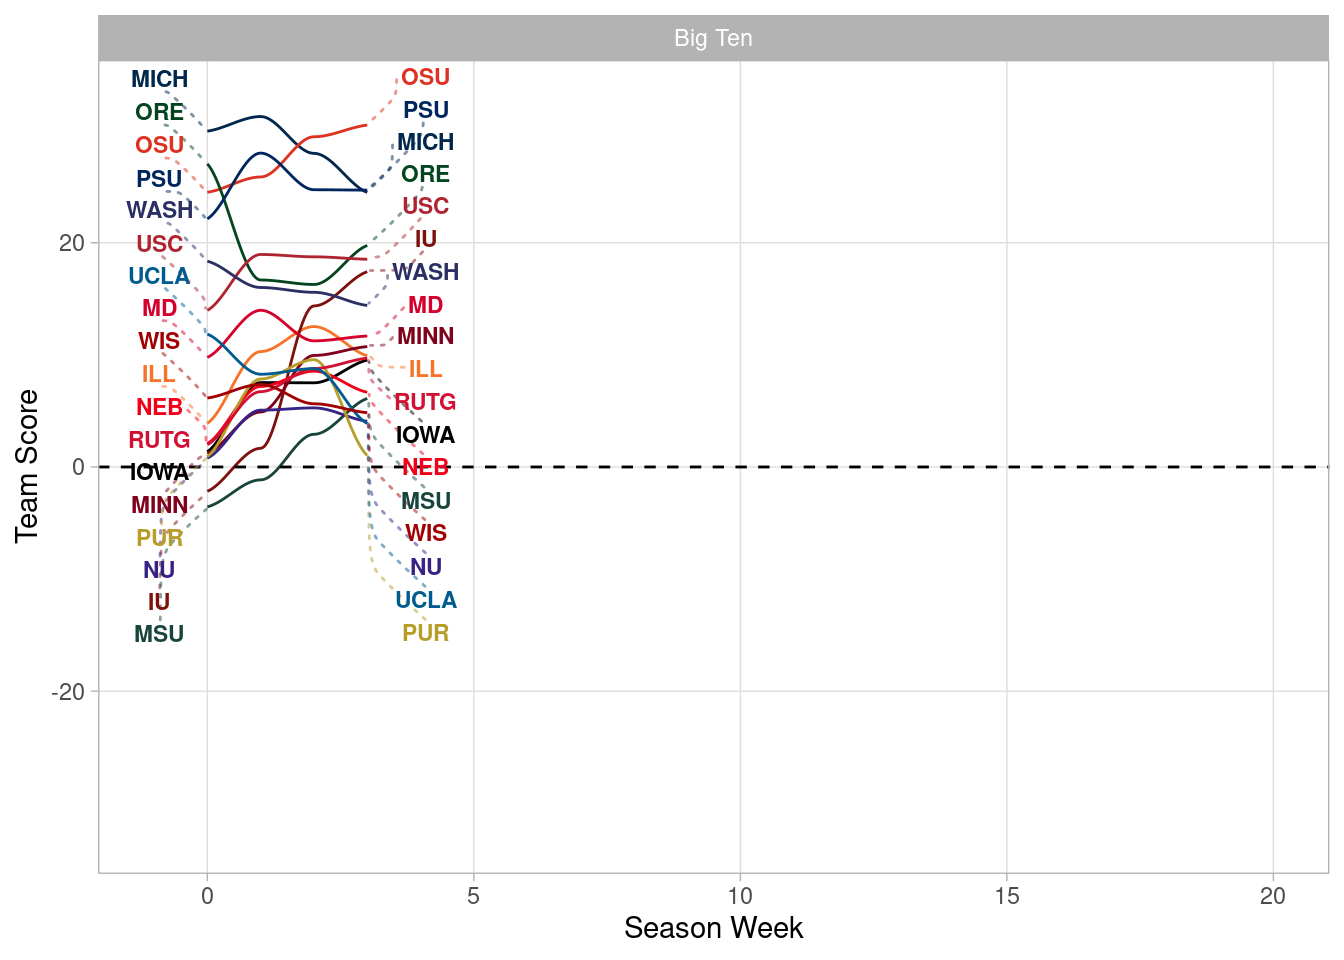 Big Ten
MICH
ORE
OSU
PSU
WASH
USC
UCLA
MD
WIS
ILL
NEB
RUTG
IOWA
MINN
PUR
NU
IU
MSU
OSU
PSU
MICH
ORE
USC
IU
WASH
MD
MINN
ILL
RUTG
IOWA
NEB
MSU
WIS
NU
UCLA
PUR
Team Score
20
0
-20
0 5 10 15 20
Season Week